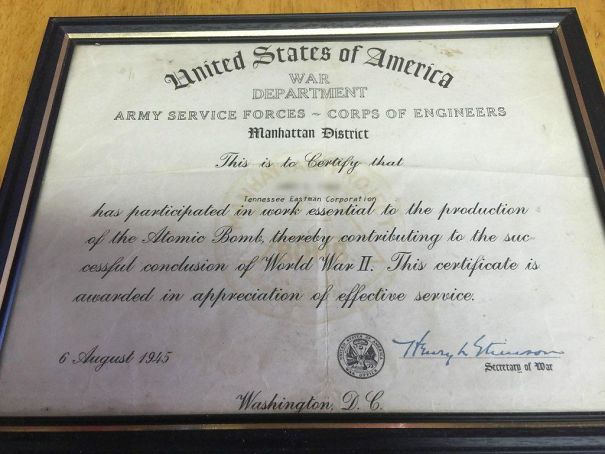 United States of America
WAR
DEPARTMENT
ARMY SERVICE FORCES ~ CORPS OF ENGINEERS
Manhattan District
This is to Certify that
Tennessee Eastman Corporation
has participated in work essential to the production
of the Atomic Bomb, thereby contributing to the suc-
cessful conclusion of World War II. This certificate is
awarded in appreciation of effective service.
6 August 1945
Henry L Stimson
Secretary of War
Washington, D. C.